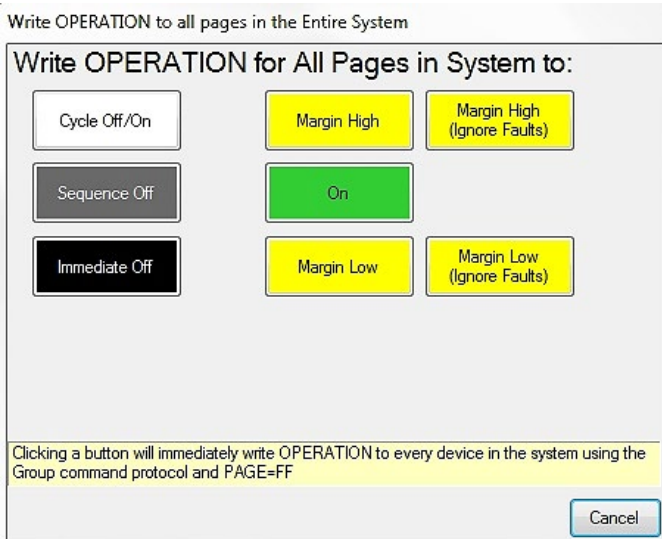 Write OPERATION to all pages in the Entire System
Write OPERATION for All Pages in System to:
Cycle Off/On
Margin High
Margin High
(Ignore Faults)
Sequence Off
On
Immediate Off
Margin Low
Margin Low
(Ignore Faults)
Clicking a button will immediately write OPERATION to every device in the system using the
Group command protocol and PAGE=FF
Cancel